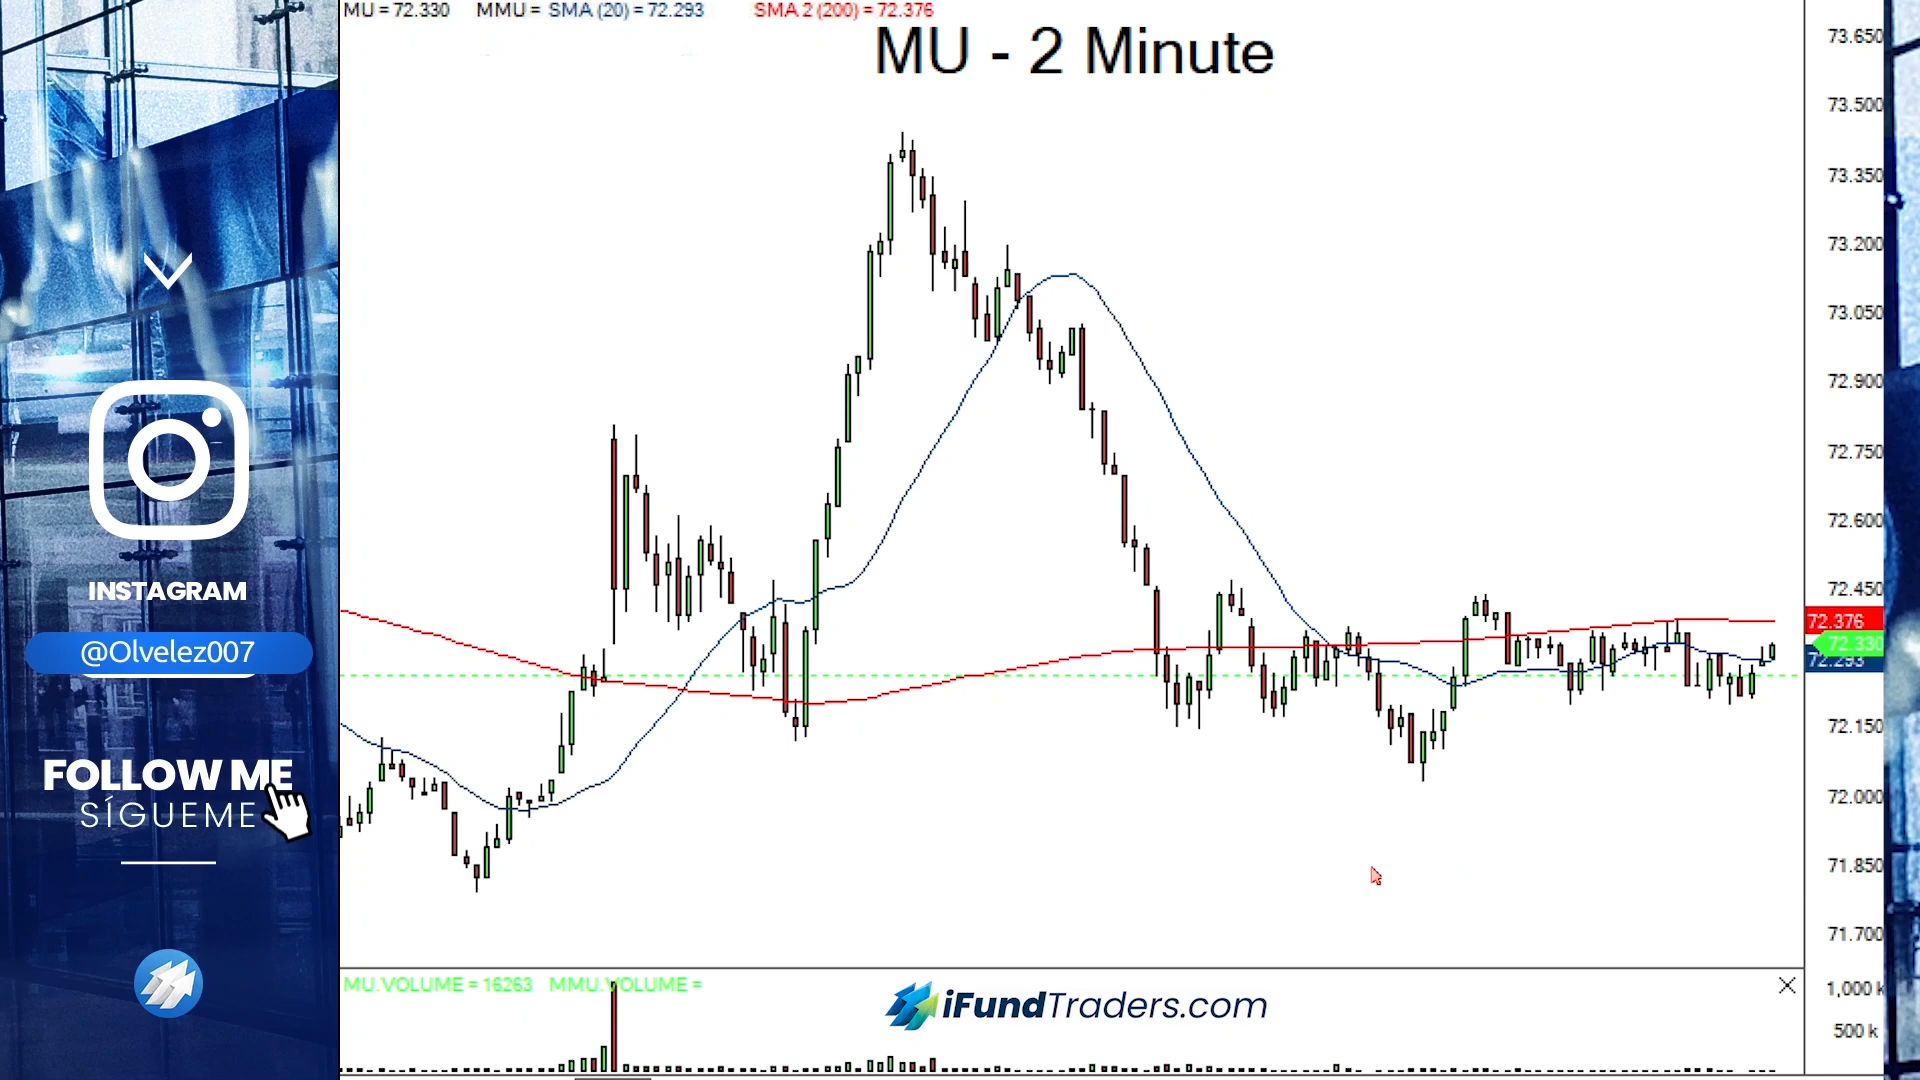 MU = 72.330 MMU = SMA (20) = 72.293 SMA 2 (200) = 72.376
MU - 2 Minute
73.650
73.500
73.350
73.200
73.050
72.900
72.750
72.600
72.450
72.376
72.330
72.293
72.150
72.000
71.850
71.700
INSTAGRAM
@Olvelez007
FOLLOW ME
SÍGUEME
MU.VOLUME = 16263 MMU.VOLUME =
iFundTraders.com
1,000 k
500 k